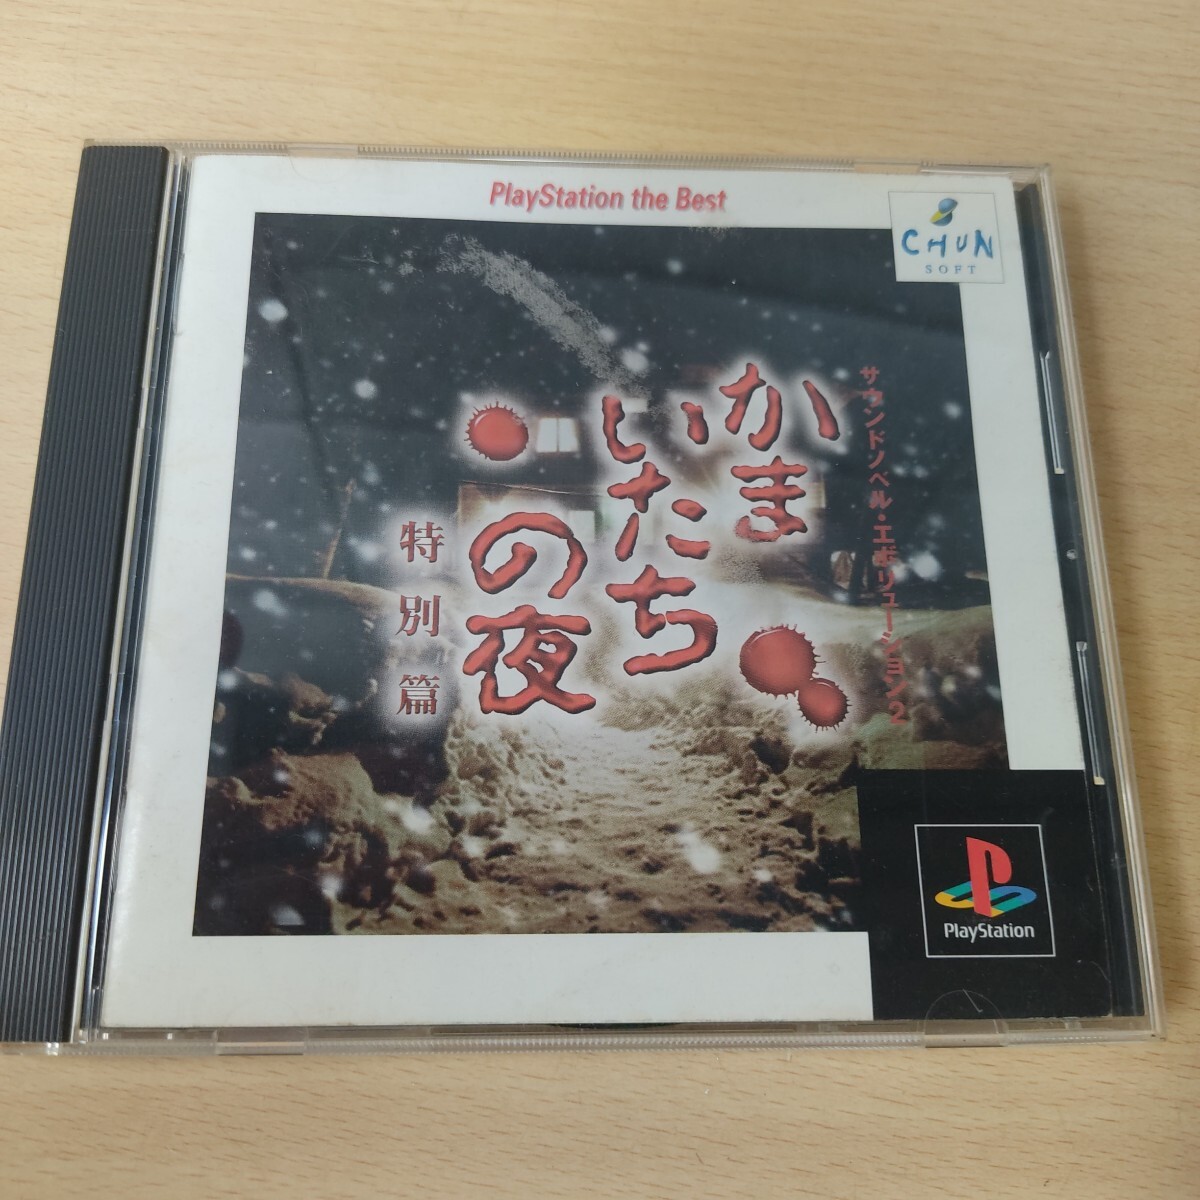 PlayStation the Best
CHUN
SOFT
サウンドノベル・エボリューション2
かま
いたち
の夜
特別篇
PlayStation